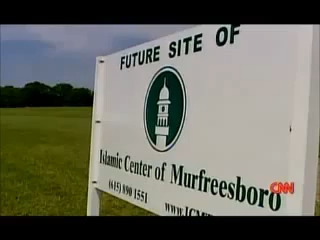 FUTURE SITE OF
Islamic Center of Murfreesboro
(615) 890 1551
CNN